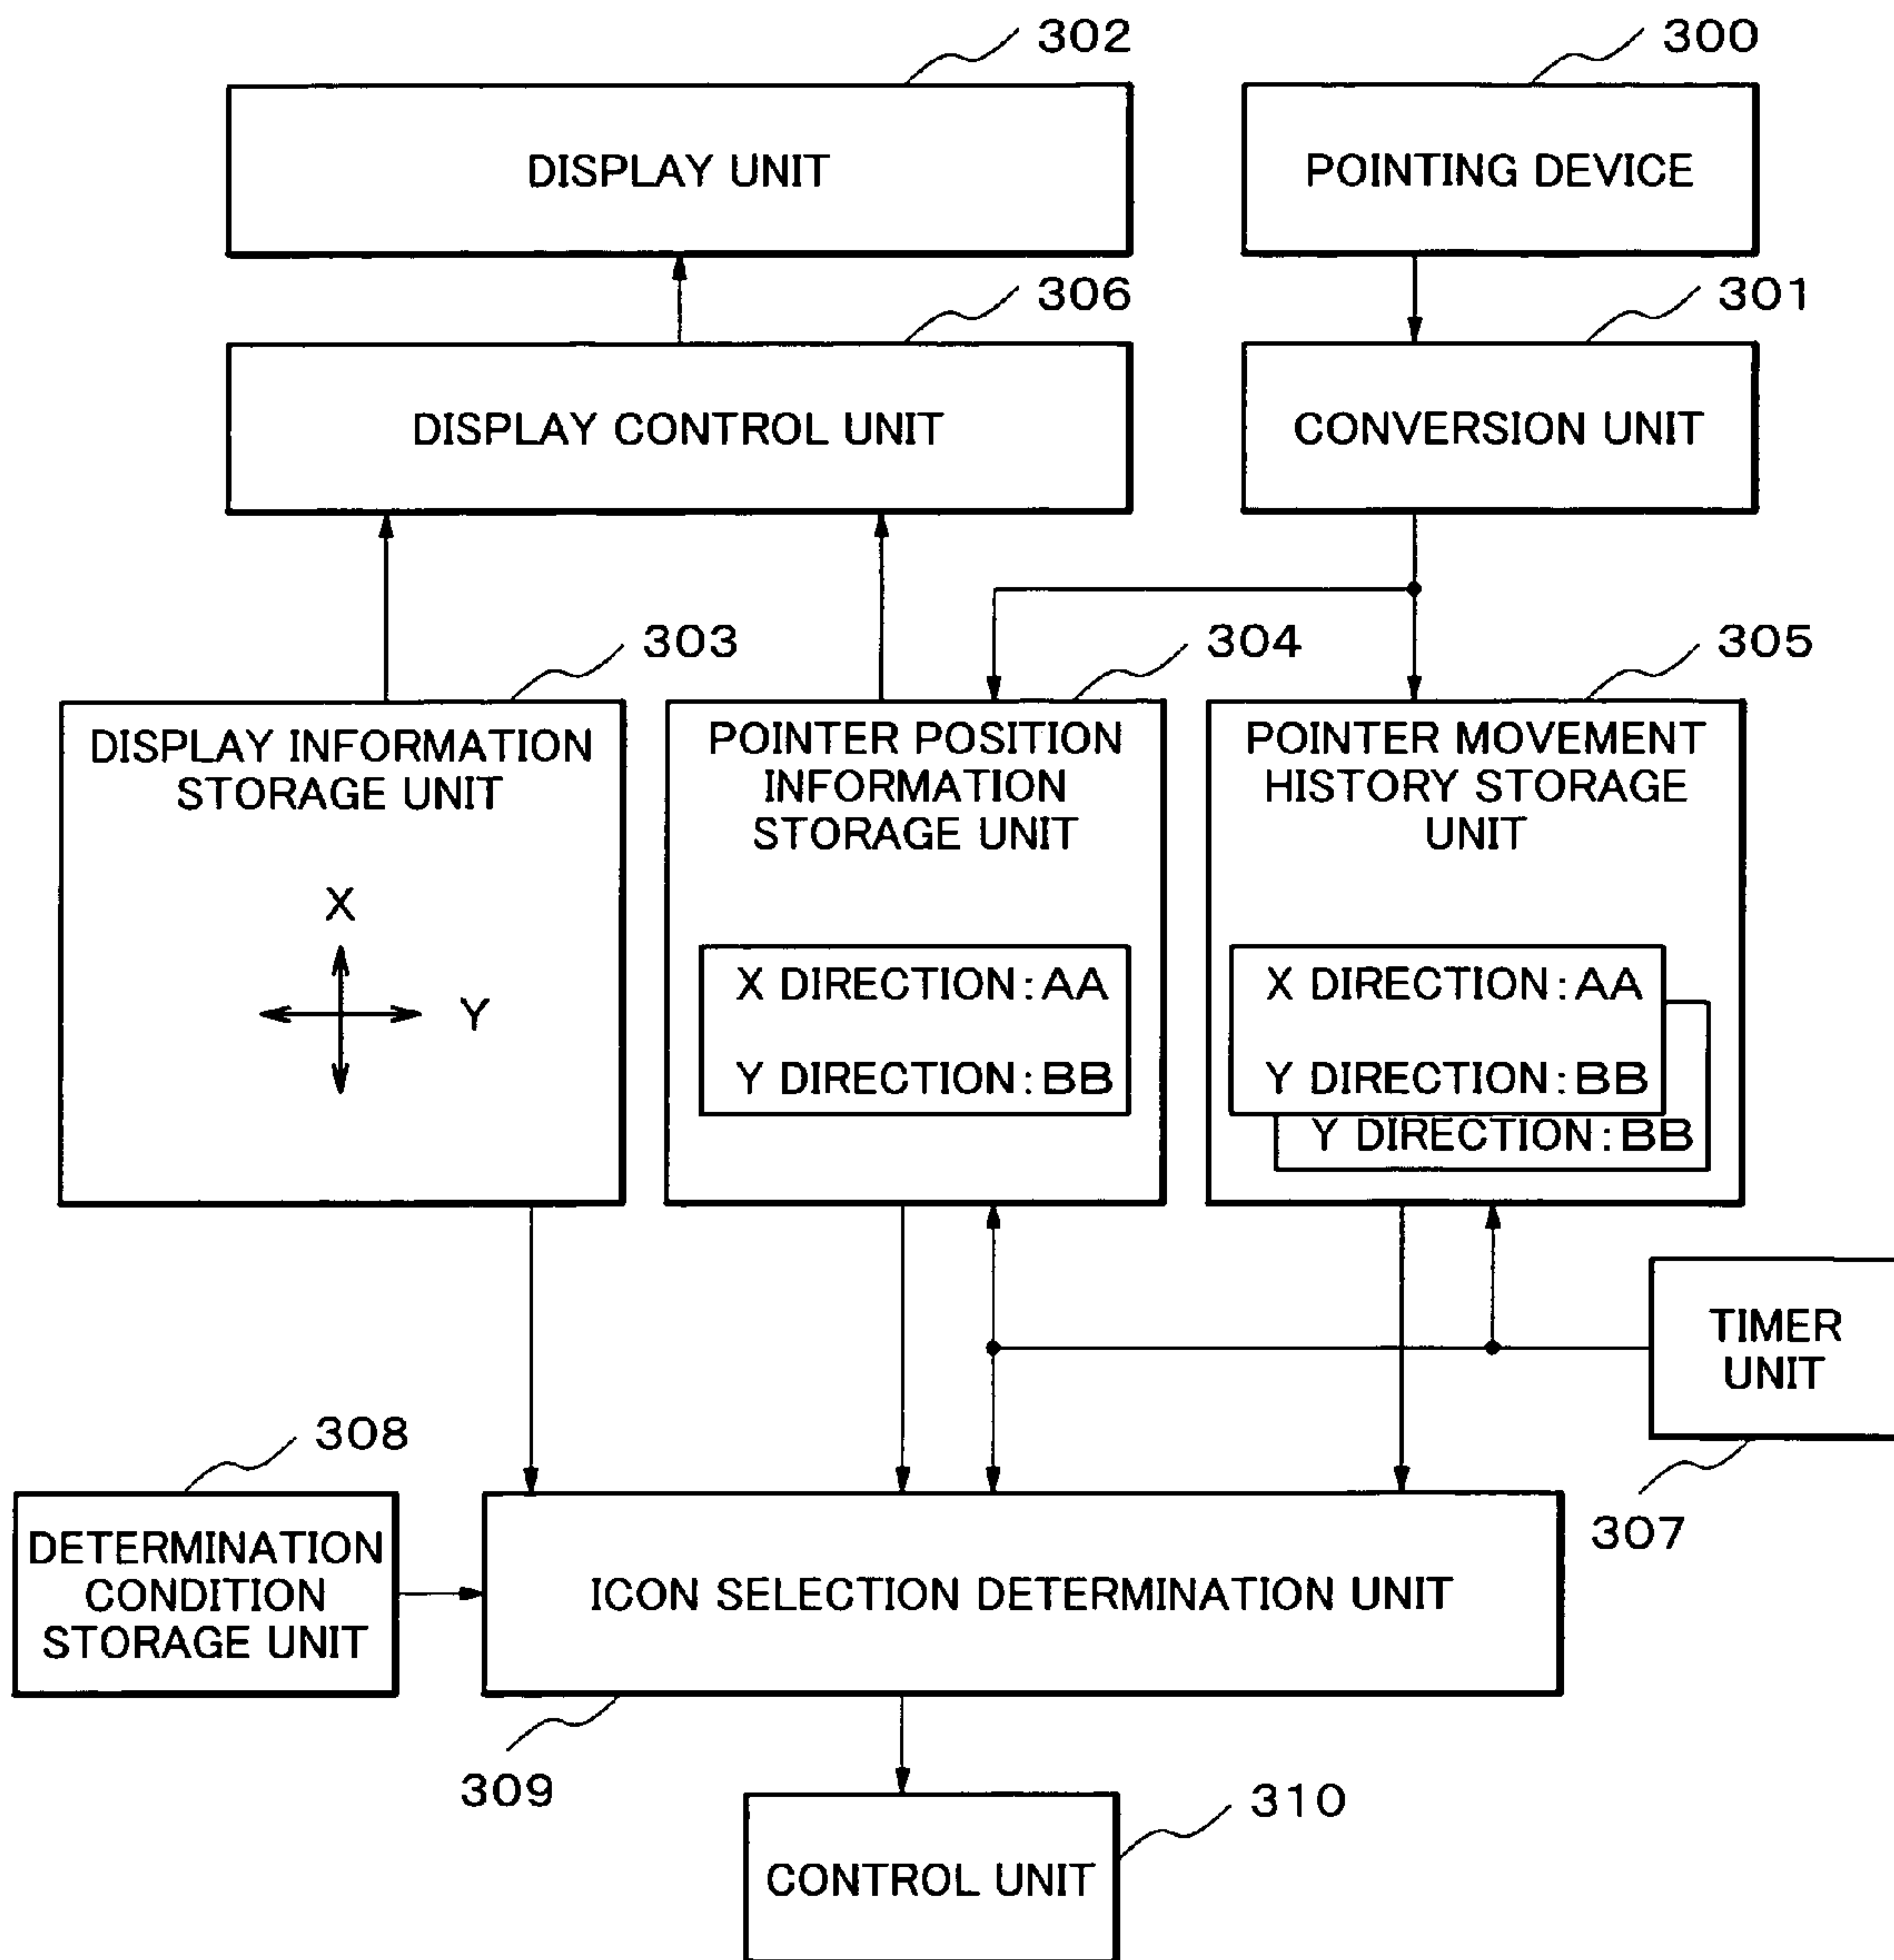 302
300
DISPLAY UNIT
POINTING DEVICE
306
301
DISPLAY CONTROL UNIT
CONVERSION UNIT
303
304
305
DISPLAY INFORMATION
STORAGE UNIT
X
Y
POINTER POSITION
INFORMATION
STORAGE UNIT
X DIRECTION:AA
Y DIRECTION:BB
POINTER MOVEMENT
HISTORY STORAGE
UNIT
X DIRECTION:AA
Y DIRECTION:BB
Y DIRECTION:BB
TIMER
UNIT
307
308
DETERMINATION
CONDITION
STORAGE UNIT
ICON SELECTION DETERMINATION UNIT
309
310
CONTROL UNIT